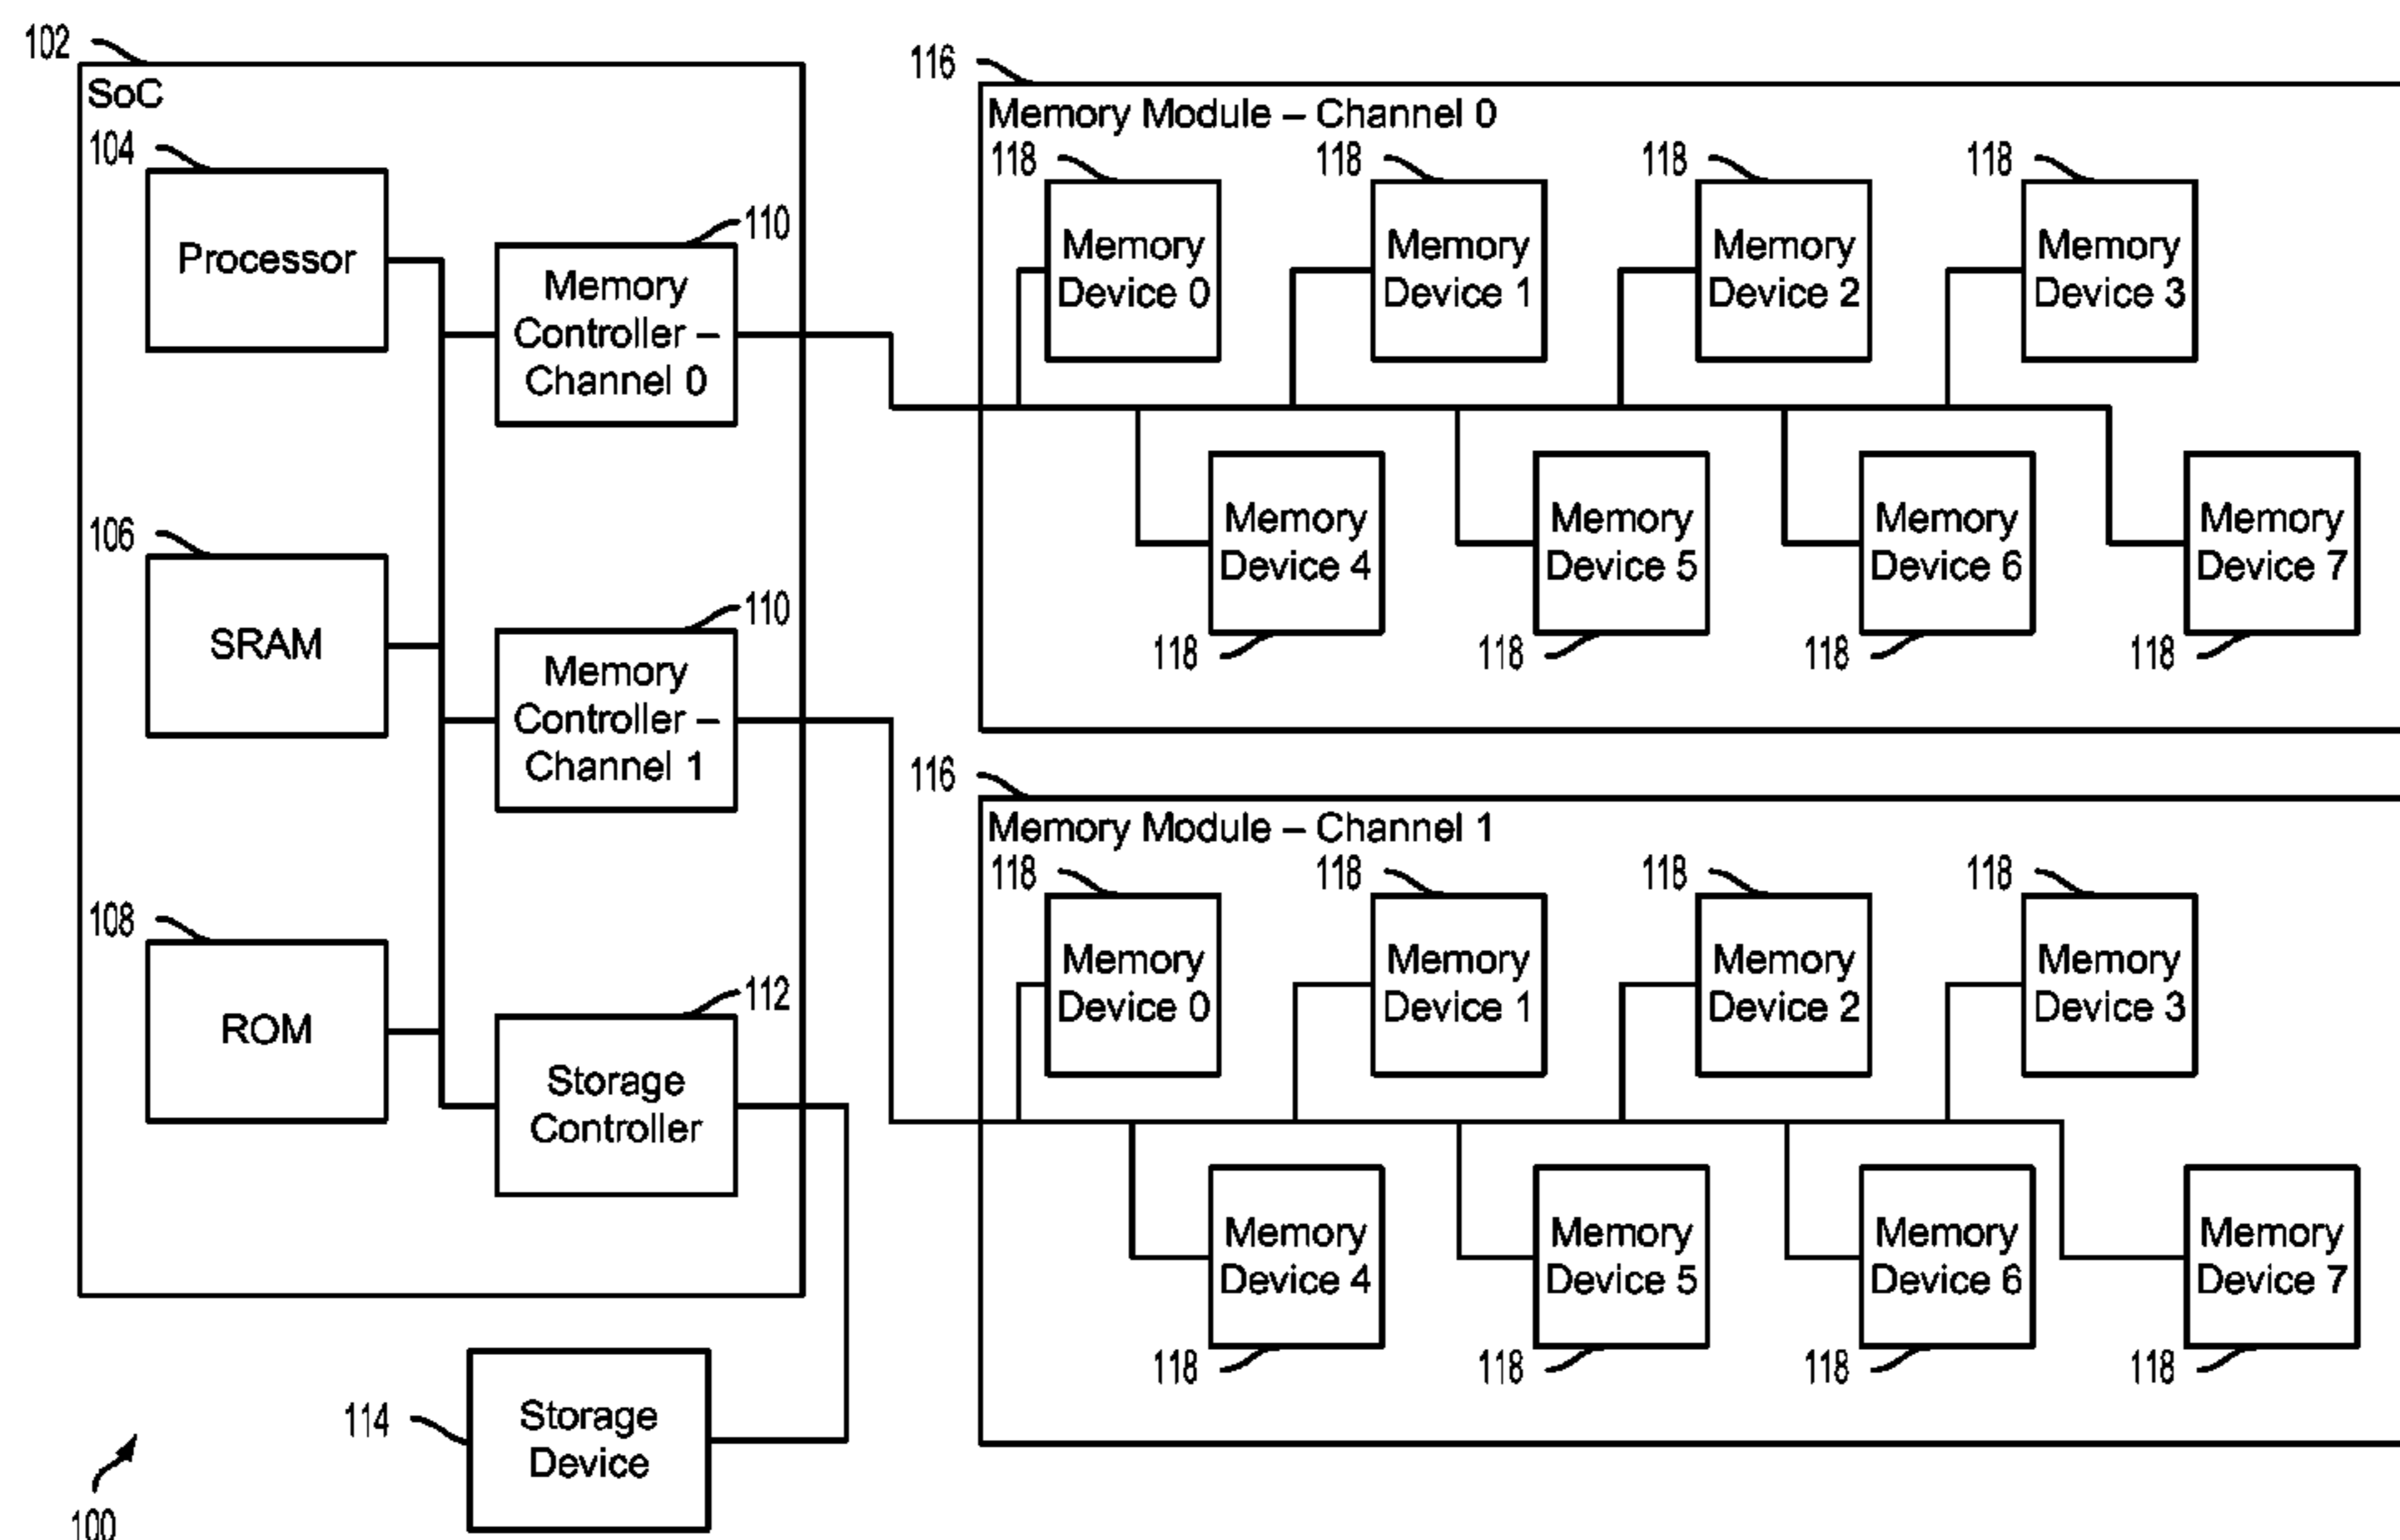 102
SoC
104
Processor
110
Memory
Controller –
Channel 0
106
SRAM
110
Memory
Controller –
Channel 1
108
ROM
112
Storage
Controller
114
Storage
Device
100
116
Memory Module – Channel 0
118
118
118
118
Memory
Device 0
Memory
Device 1
Memory
Device 2
Memory
Device 3
Memory
Device 4
Memory
Device 5
Memory
Device 6
Memory
Device 7
118
118
118
118
116
Memory Module – Channel 1
118
118
118
118
Memory
Device 0
Memory
Device 1
Memory
Device 2
Memory
Device 3
Memory
Device 4
Memory
Device 5
Memory
Device 6
Memory
Device 7
118
118
118
118